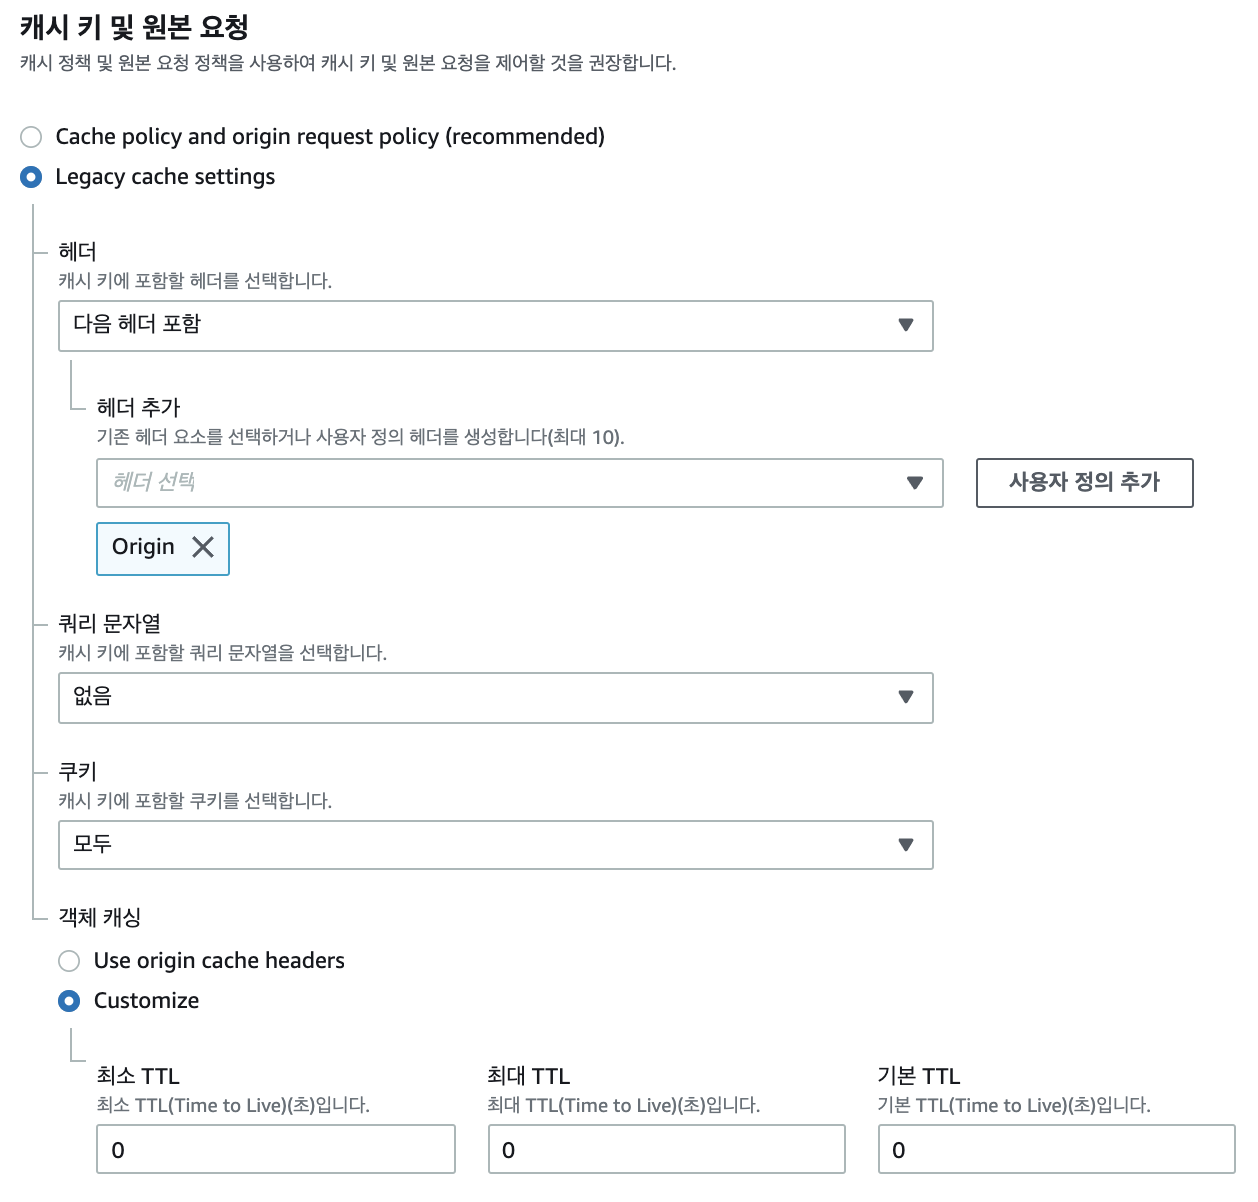 캐시 키 및 원본 요청
캐시 정책 및 원본 요청 정책을 사용하여 캐시 키 및 원본 요청을 제어할 것을 권장합니다.
Cache policy and origin request policy (recommended)
Legacy cache settings
헤더
캐시 키에 포함할 헤더를 선택합니다.
다음 헤더 포함
헤더 추가
기존 헤더 요소를 선택하거나 사용자 정의 헤더를 생성합니다(최대 10).
헤더 선택
사용자 정의 추가
Origin
쿼리 문자열
캐시 키에 포함할 쿼리 문자열을 선택합니다.
없음
쿠키
캐시 키에 포함할 쿠키를 선택합니다.
모두
객체 캐싱
Use origin cache headers
Customize
최소 TTL
최소 TTL(Time to Live)(초)입니다.
0
최대 TTL
최대 TTL(Time to Live)(초)입니다.
0
기본 TTL
기본 TTL(Time to Live)(초)입니다.
0